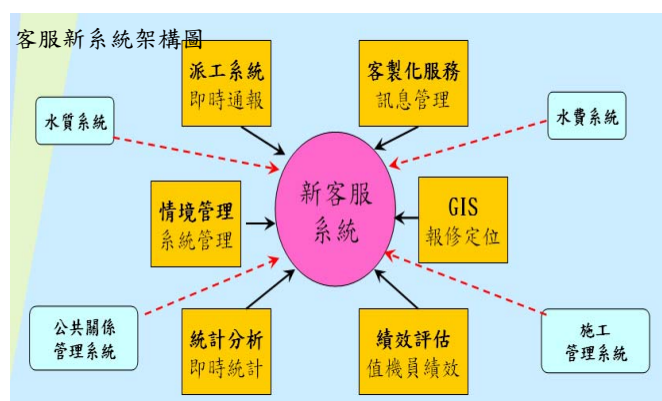 客服新系統架構圖
派工系統
即時通報
客製化服務
訊息管理
水質系統
水費系統
新客服
系統
情境管理
系統管理
GIS
報修定位
公共關係
管理系統
統計分析
即時統計
績效評估
值機員績效
施工
管理系統